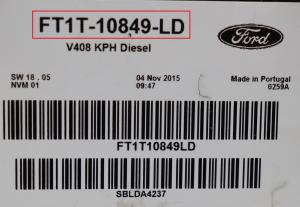 FT1T-10849-LD
V408 KPH Diesel
Ford
SW 18 . 05
04 Nov 2015
Made in Portugal
NVM 01
09:47
0259A
FT1T10849LD
SBLDA4237